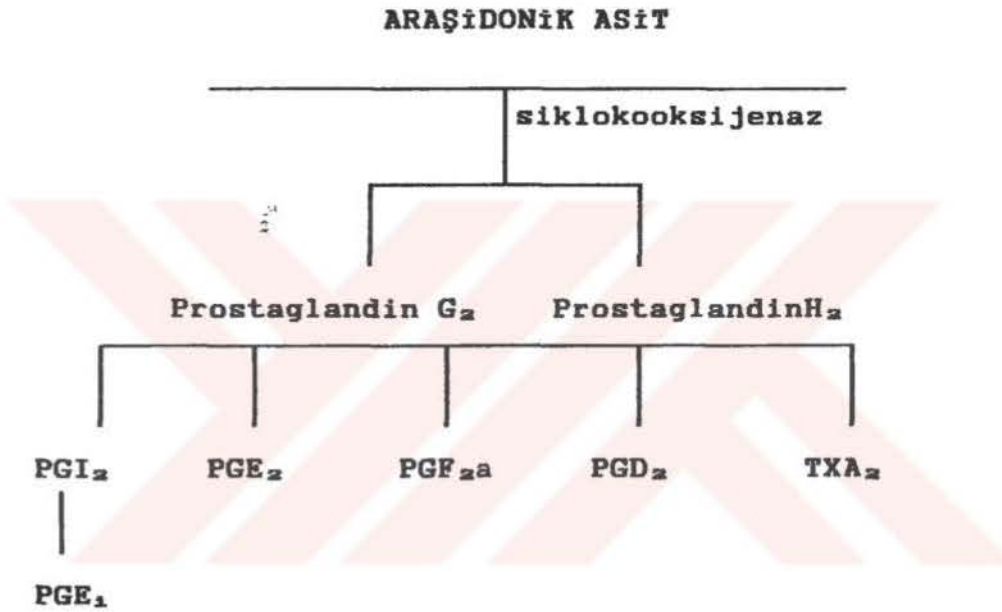 ARAŞİDONİK ASİT
siklokooksijenaz
Prostaglandin G₂ ProstaglandinH₂
PGI₂ PGE₂ PGF₂a PGD₂ TXA₂
PGE₁